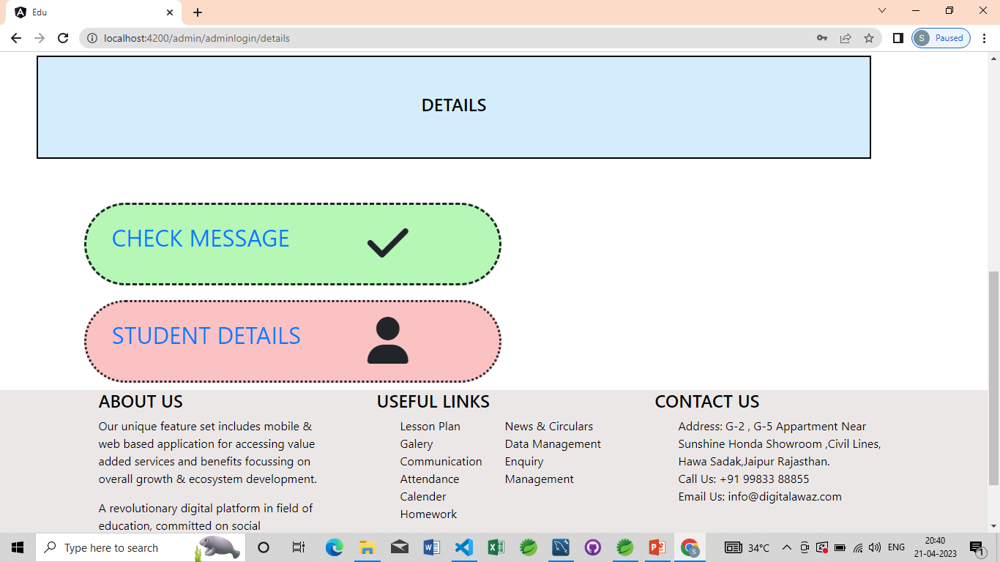 Edu
localhost:4200/admin/adminlogin/details
S
Paused
DETAILS
CHECK MESSAGE
STUDENT DETAILS
ABOUT US
Our unique feature set includes mobile &
web based application for accessing value
added services and benefits focussing on
overall growth & ecosystem development.
A revolutionary digital platform in field of
education, committed on social
USEFUL LINKS
Lesson Plan
Galery
Communication
Attendance
Calender
Homework
News & Circulars
Data Management
Enquiry
Management
CONTACT US
Address: G-2 , G-5 Appartment Near
Sunshine Honda Showroom ,Civil Lines,
Hawa Sadak,Jaipur Rajasthan.
Call Us: +91 99833 88855
Email Us: info@digitalawaz.com
Type here to search
34°C
ENG
20:40
21-04-2023
1